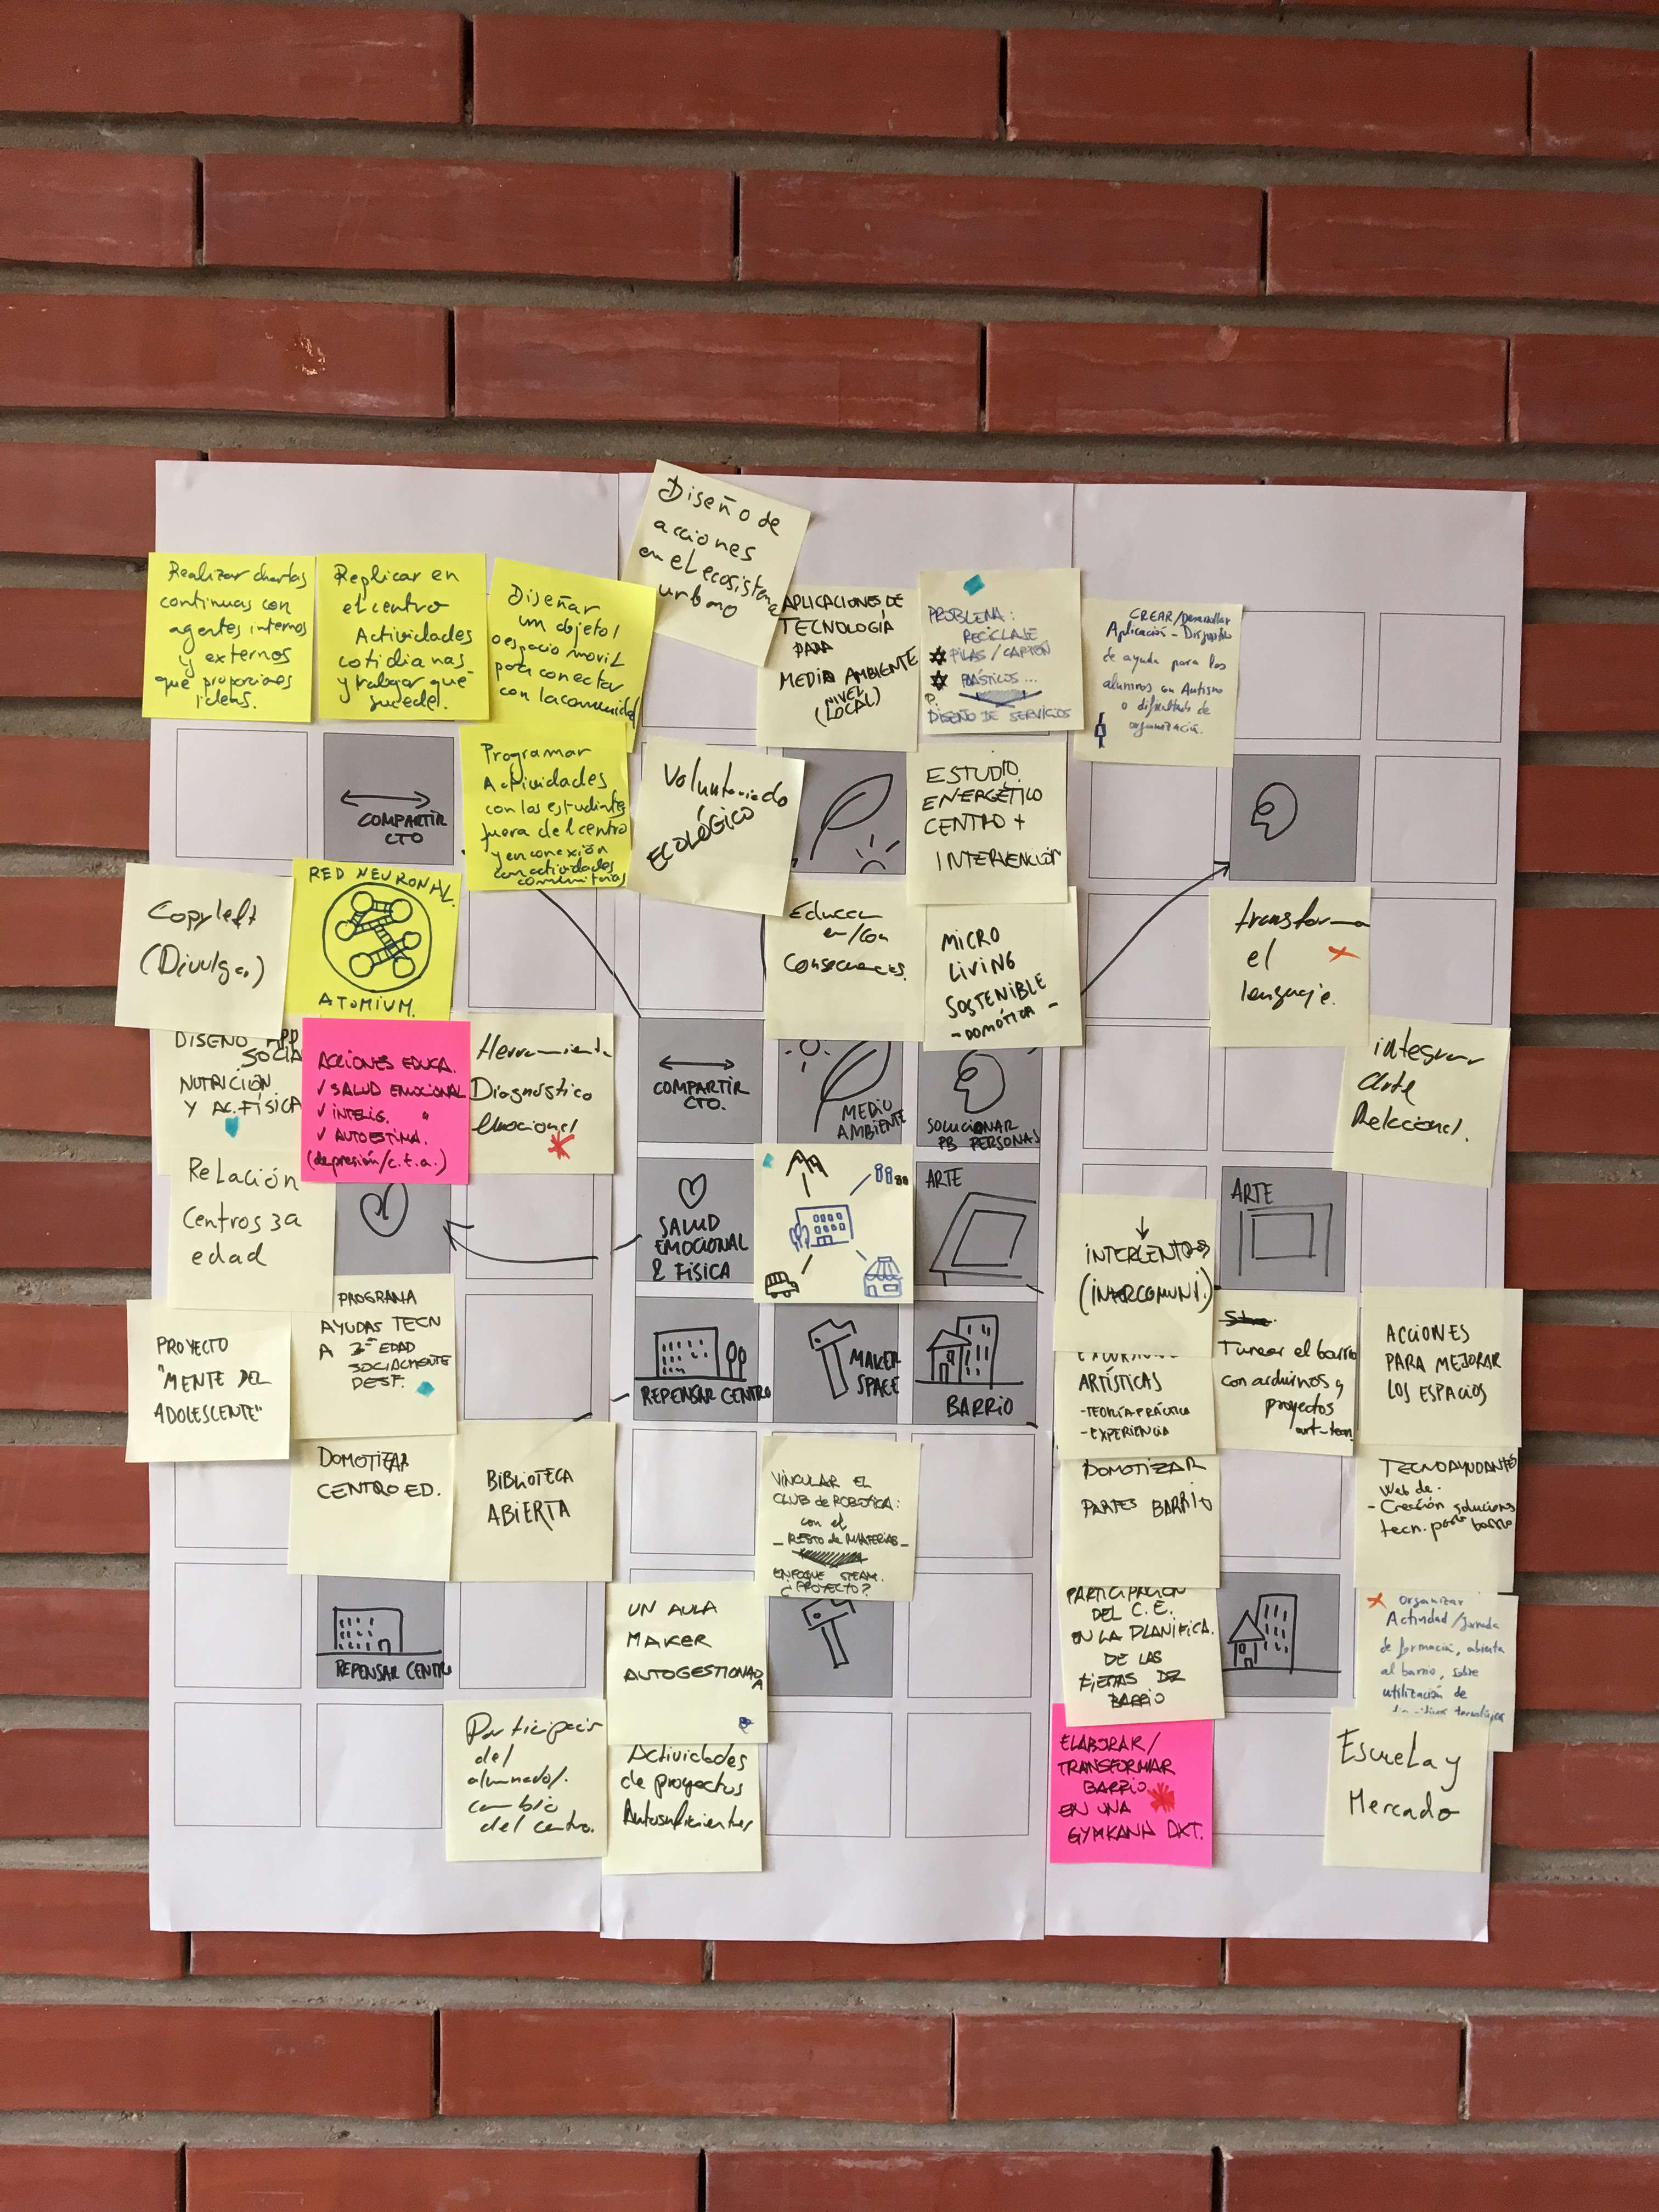 Diseño de
acciones
en el ecosistema
urbano
Realizar charlas
continuas con
agentes internos
y externos
que proporcionen
ideas.
Replicar en
el centro
Actividades
cotidianas
y trabajar qué
sucede.
Diseñar
un objeto/
o espacio movil
para conectar
con la comunidad
APLICACIONES DE
TECNOLOGÍA
PARA
MEDIO AMBIENTE
(NIVEL
LOCAL)
PROBLEMA:
RECICLAJE
PILAS / CARTÓN
PLÁSTICOS...
DISEÑO DE SERVICIOS
CREAR/Desarrollar
Aplicación - Dispositivo
de ayuda para los
alumnos con Autismo
o dificultades de
organización.
COMPARTIR
CTO
Programar
Actividades
con los estudiantes
fuera del centro
y en conexión
con actividades
comunitarias
Voluntariado
ECOLÓGICO
ESTUDIO
ENERGÉTICO
CENTRO +
INTERVENCIÓN
Copyleft
(Divulga)
RED NEURONAL.
ATOMIUM.
Educar
en/con
Consecuencias.
MICRO
LIVING
SOSTENIBLE
- DOMÓTICA -
transforma
el
lenguaje.
DISEÑO APP
SOCIAL
NUTRICIÓN
Y AC. FÍSICA
ACCIONES EDUCA.
✓ SALUD EMOCIONAL
✓ INTELIG. "
✓ AUTOESTIMA.
(depresión/c.t.a.)
Herramienta
Diagnóstico
Emocional
COMPARTIR
CTO.
MEDIO
AMBIENTE
SOLUCIONAR
PB PERSONAS
integrar
Arte
Relacional.
Relación
Centros 3a
edad
SALUD
EMOCIONAL
& FÍSICA
ARTE
INTERCENTROS
(INTERCOMUNI.)
ARTE
PROYECTO
"MENTE DEL
ADOLESCENTE"
PROGRAMA
AYUDAS TECN
A 3ª EDAD
SOCIALMENTE
DESF.
REPENSAR CENTRO
MAKER
SPACE
BARRIO
ARTÍSTICAS
- TEORÍA-PRÁCTICA
- EXPERIENCIA
Tunear el barrio
con arduinos y
proyectos
art-tecn.
ACCIONES
PARA MEJORAR
LOS ESPACIOS
DOMOTIZAR
CENTRO ED.
BIBLIOTECA
ABIERTA
VINCULAR EL
CLUB de ROBÓTICA:
con el
- RESTO de MATERIAS -
ENFOQUE STEAM.
¿PROYECTO?
DOMOTIZAR
PARTES BARRIO
TECNOAYUDANTES
Web de.
- Creación soluciones
tecn. para barrio
REPENSAR CENTRO
UN AULA
MAKER
AUTOGESTIONADA
PARTICIPACIÓN
DEL C.E.
EN LA PLANIFICA.
DE LAS
FIESTAS DE
BARRIO
organizar
Actividad/Jornada
de formación, abierta
al barrio, sobre
utilización de
dispositivos tecnológicos
Participación
del
alumnado/.
cambio
del centro.
Actividades
de proyectos
Autosuficientes
ELABORAR/
TRANSFORMAR
BARRIO
EN UNA
GYMKANA DXT.
Escuela y
Mercado